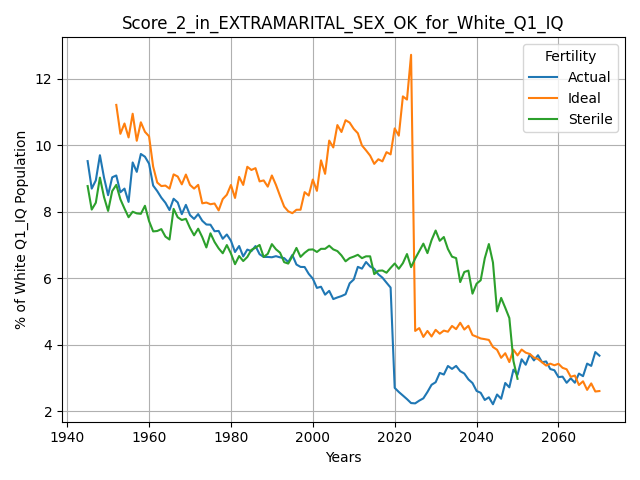 Score_2_in_EXTRAMARITAL_SEX_OK_for_White_Q1_IQ
Fertility
Actual
Ideal
Sterile
% of White Q1_IQ Population
12
10
8
6
4
2
1940
1960
1980
2000
2020
2040
2060
Years